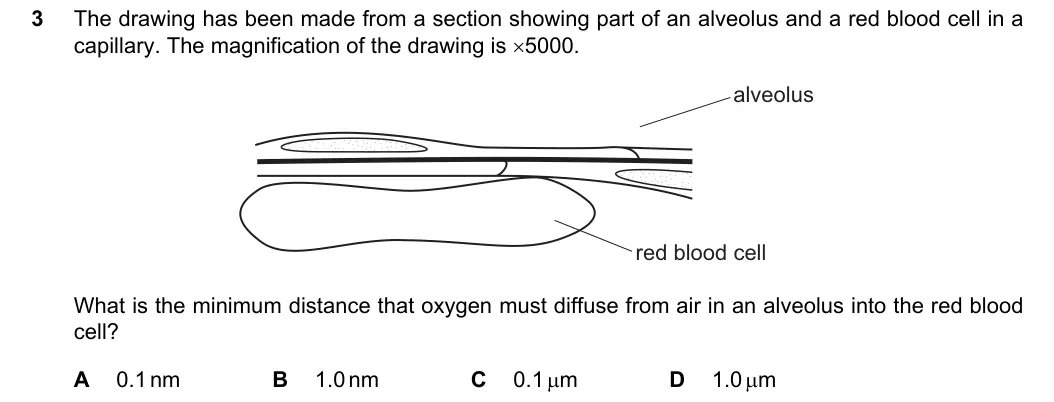 3 The drawing has been made from a section showing part of an alveolus and a red blood cell in a
capillary. The magnification of the drawing is ×5000.
alveolus
red blood cell
What is the minimum distance that oxygen must diffuse from air in an alveolus into the red blood
cell?
A 0.1 nm B 1.0 nm C 0.1 μm D 1.0 μm